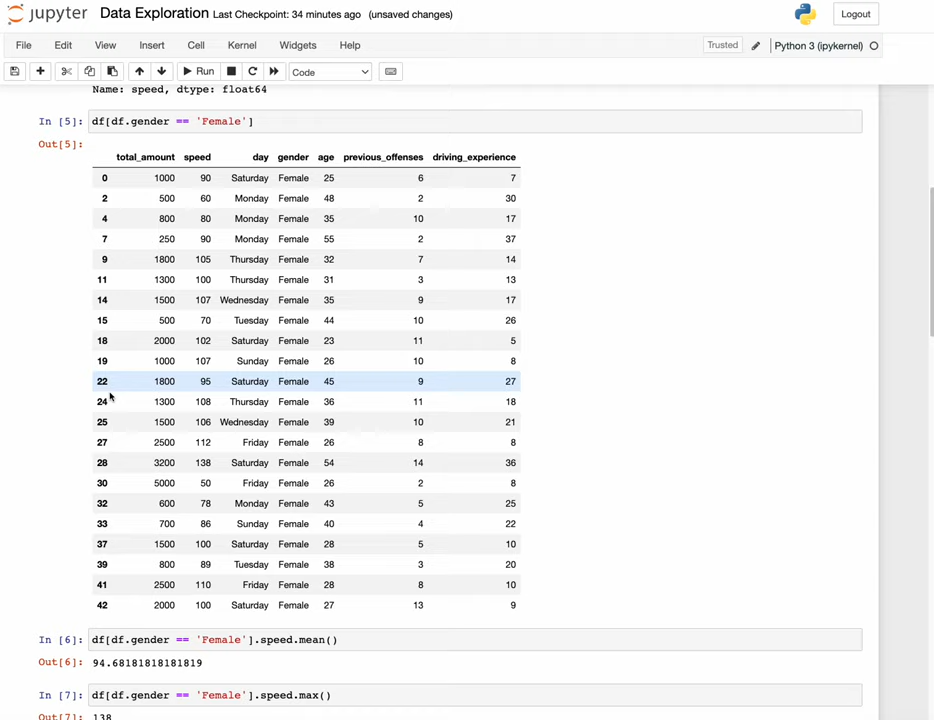 jupyter Data Exploration Last Checkpoint: 34 minutes ago (unsaved changes) Logout
File Edit View Insert Cell Kernel Widgets Help Trusted Python 3 (ipykernel)
Run Code
Name: speed, dtype: float64
In [5]: df[df.gender == 'Female']
Out[5]:
total_amount speed day gender age previous_offenses driving_experience
0 1000 90 Saturday Female 25 6 7
2 500 60 Monday Female 48 2 30
4 800 80 Monday Female 35 10 17
7 250 90 Monday Female 55 2 37
9 1800 105 Thursday Female 32 7 14
11 1300 100 Thursday Female 31 3 13
14 1500 107 Wednesday Female 35 9 17
15 500 70 Tuesday Female 44 10 26
18 2000 102 Saturday Female 23 11 5
19 1000 107 Sunday Female 26 10 8
22 1800 95 Saturday Female 45 9 27
24 1300 108 Thursday Female 36 11 18
25 1500 106 Wednesday Female 39 10 21
27 2500 112 Friday Female 26 8 8
28 3200 138 Saturday Female 54 14 36
30 5000 50 Friday Female 26 2 8
32 600 78 Monday Female 43 5 25
33 700 86 Sunday Female 40 4 22
37 1500 100 Saturday Female 28 5 10
39 800 89 Tuesday Female 38 3 20
41 2500 110 Friday Female 28 8 10
42 2000 100 Saturday Female 27 13 9
In [6]: df[df.gender == 'Female'].speed.mean()
Out[6]: 94.68181818181819
In [7]: df[df.gender == 'Female'].speed.max()
Out[7]: 138